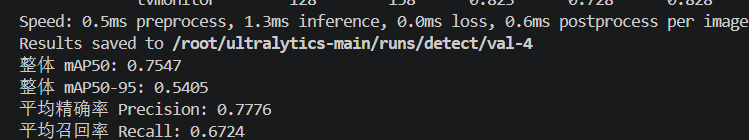 tvmonitor 128 158 0.823 0.728 0.828
Speed: 0.5ms preprocess, 1.3ms inference, 0.0ms loss, 0.6ms postprocess per image
Results saved to /root/ultralytics-main/runs/detect/val-4
整体 mAP50: 0.7547
整体 mAP50-95: 0.5405
平均精确率 Precision: 0.7776
平均召回率 Recall: 0.6724